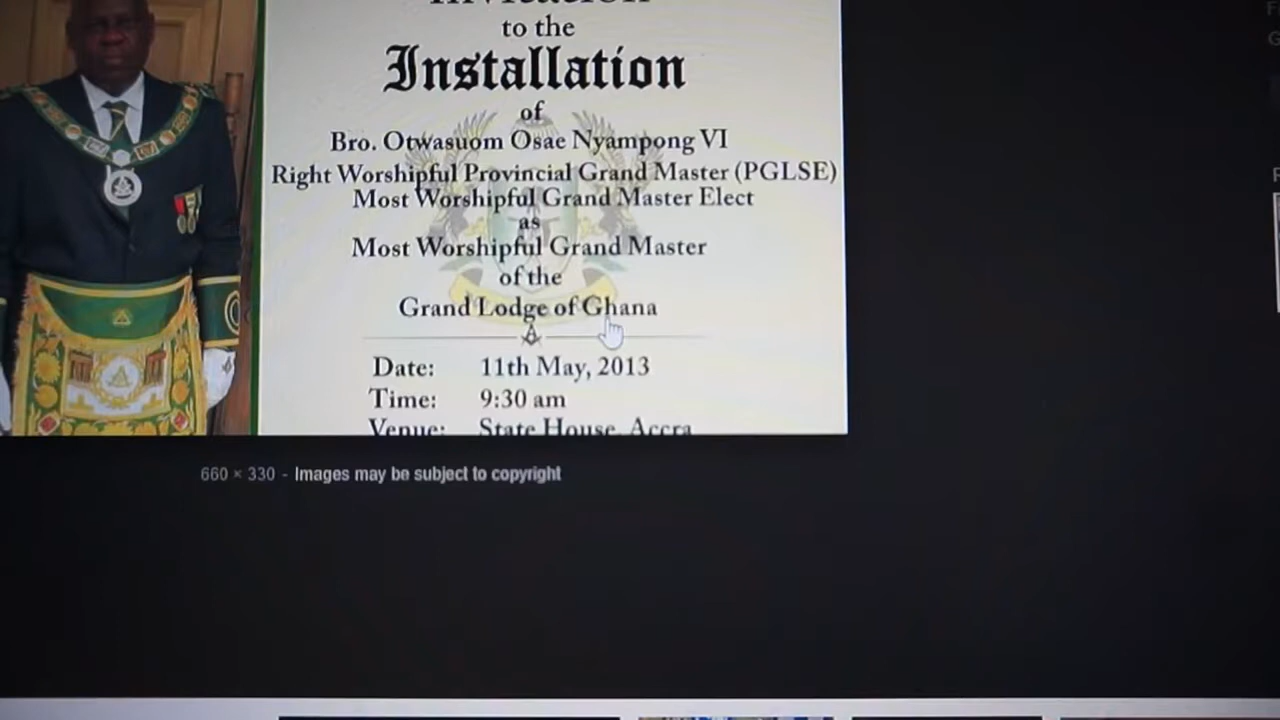 Invitation
to the
Installation
of
Bro. Otwasuom Osae Nyampong VI
Right Worshipful Provincial Grand Master (PGLSE)
Most Worshipful Grand Master Elect
as
Most Worshipful Grand Master
of the
Grand Lodge of Ghana
Date: 11th May, 2013
Time: 9:30 am
Venue: State House, Accra
660 × 330 - Images may be subject to copyright